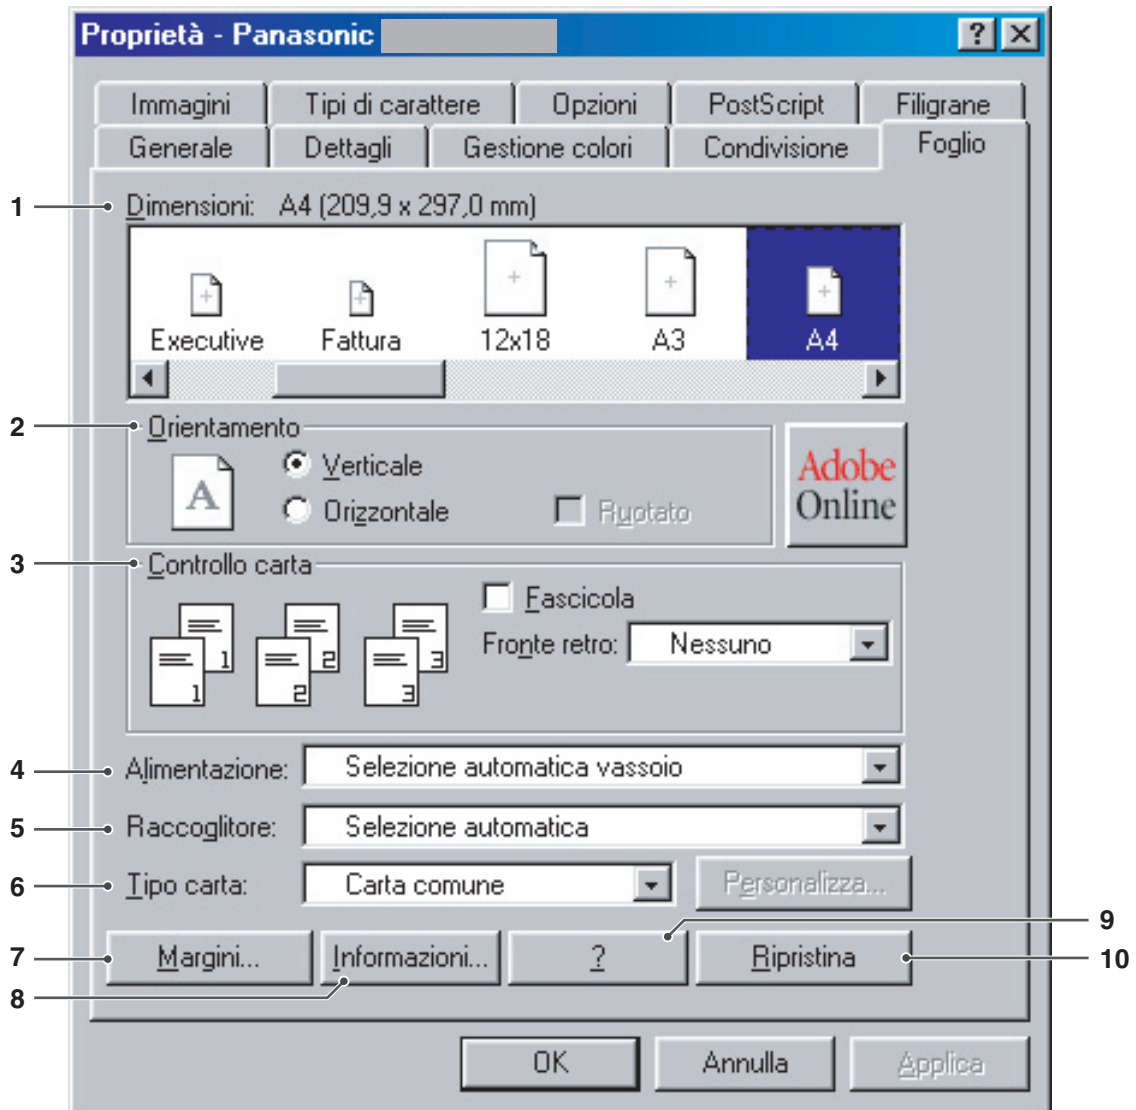 Proprietà - Panasonic
? ×
Immagini Tipi di carattere Opzioni PostScript Filigrane
Generale Dettagli Gestione colori Condivisione Foglio
1 Dimensioni: A4 (209,9 x 297,0 mm)
Executive Fattura 12x18 A3 A4
2 Orientamento
A Verticale
Orizzontale Ruotato
Adobe
Online
3 Controllo carta
Fascicola
1 2 3
Fronte retro: Nessuno
1 2 3
4 Alimentazione: Selezione automatica vassoio
5 Raccoglitore: Selezione automatica
6 Tipo carta: Carta comune Personalizza...
9
7 Margini... Informazioni... ? Ripristina 10
8
OK Annulla Applica